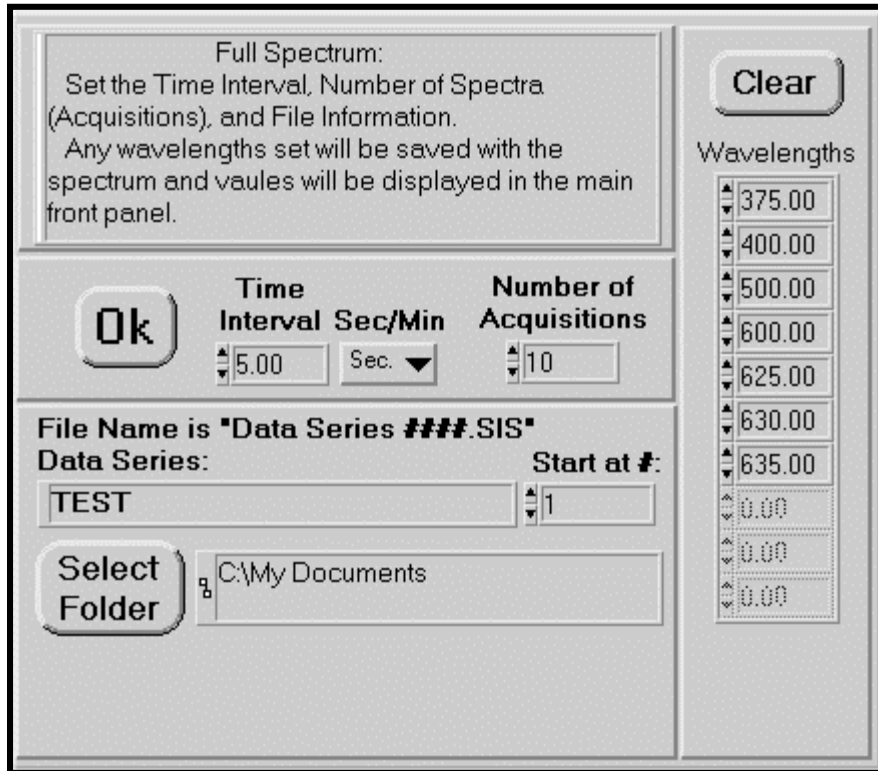 Full Spectrum:
Set the Time Interval, Number of Spectra
(Acquisitions), and File Information.
Any wavelengths set will be saved with the
spectrum and vaules will be displayed in the main
front panel.
Ok
Time
Interval
Sec/Min
Number of
Acquisitions
5.00
Sec.
10
File Name is "Data Series ####.SIS"
Data Series:
Start at #:
TEST
1
Select
Folder
C:\My Documents
Clear
Wavelengths
375.00
400.00
500.00
600.00
625.00
630.00
635.00
0.00
0.00
0.00